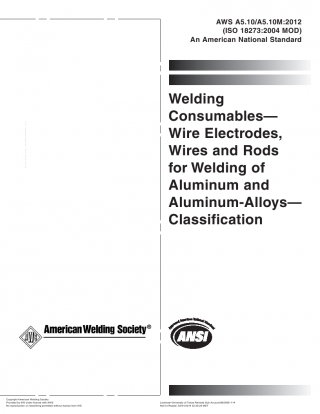 AWS A5.10/A5.10M:2012
(ISO 18273:2004 MOD)
An American National Standard
Welding
Consumables—
Wire Electrodes,
Wires and Rods
for Welding of
Aluminum and
Aluminum-Alloys—
Classification
American Welding Society®
ANSI